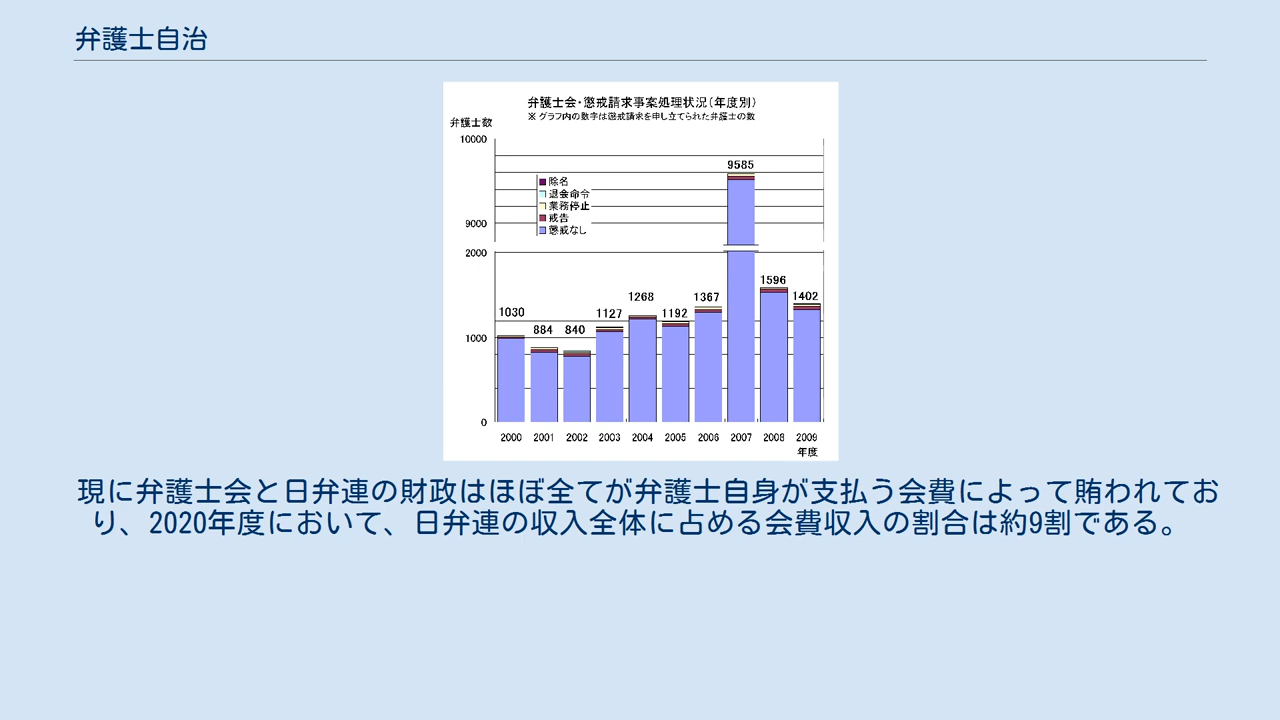 弁護士自治
弁護士会・懲戒請求事案処理状況(年度別)
※ グラフ内の数字は懲戒請求を申し立てられた弁護士の数
弁護士数
10000
9585
除名
退会命令
業務停止
戒告
懲戒なし
9000
2000
1596
1402
1367
1268
1192
1127
1030
884
840
1000
0
2000 2001 2002 2003 2004 2005 2006 2007 2008 2009
年度
現に弁護士会と日弁連の財政はほぼ全てが弁護士自身が支払う会費によって賄われてお
り、2020年度において、日弁連の収入全体に占める会費収入の割合は約9割である。